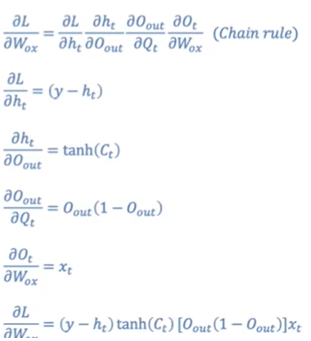 ∂L/∂W_ox = ∂L/∂h_t ∂h_t/∂O_out ∂O_out/∂Q_t ∂O_t/∂W_ox (Chain rule)
∂L/∂h_t = (y − h_t)
∂h_t/∂O_out = tanh(C_t)
∂O_out/∂Q_t = O_out(1 − O_out)
∂O_t/∂W_ox = x_t
∂L/∂W_ox = (y − h_t) tanh(C_t) [O_out(1 − O_out)]x_t